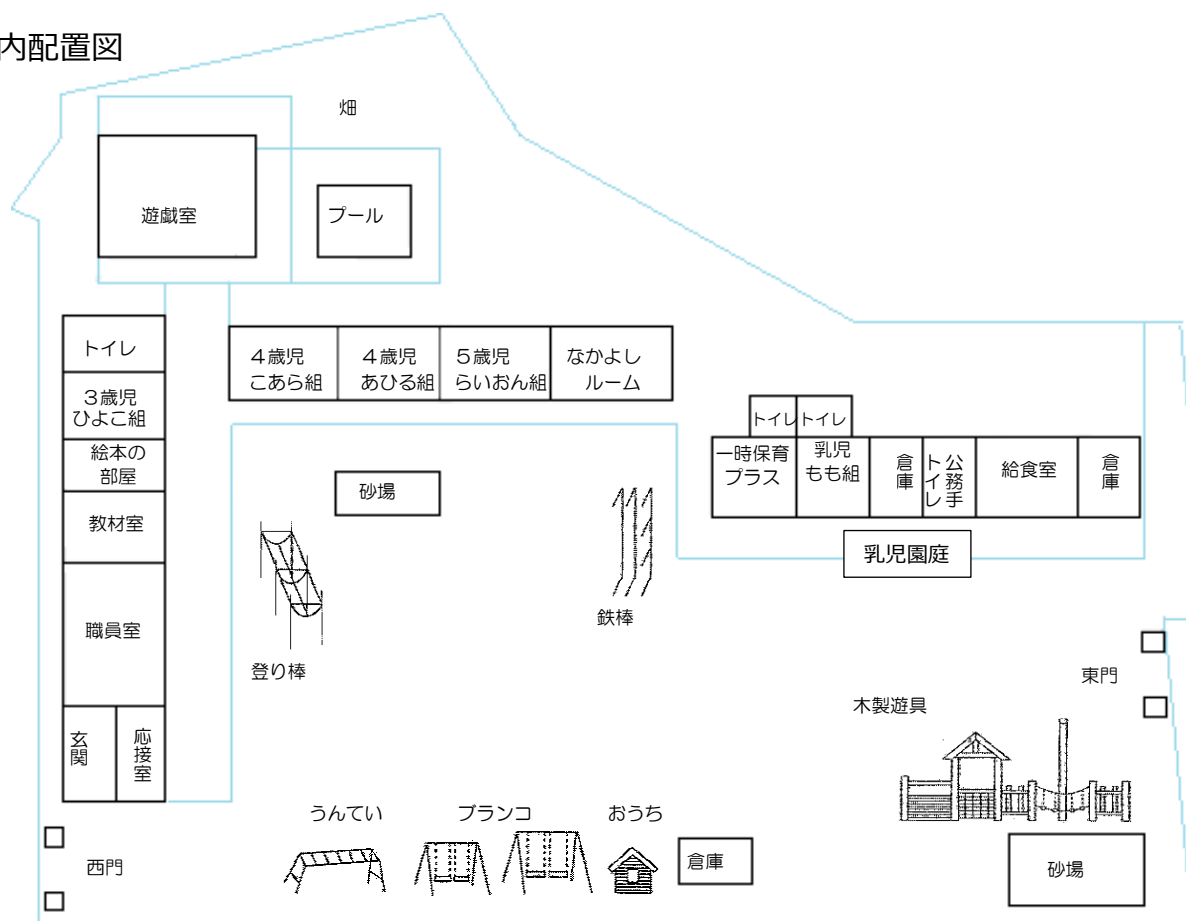 内配置図
畑
遊戯室
プール
トイレ
3歳児
ひよこ組
絵本の
部屋
教材室
職員室
玄関
応接室
4歳児
こあら組
4歳児
あひる組
5歳児
らいおん組
なかよし
ルーム
トイレ
トイレ
一時保育
プラス
乳児
もも組
倉庫
公務手
トイレ
給食室
倉庫
乳児園庭
砂場
鉄棒
登り棒
東門
木製遊具
うんてい
ブランコ
おうち
倉庫
砂場
西門